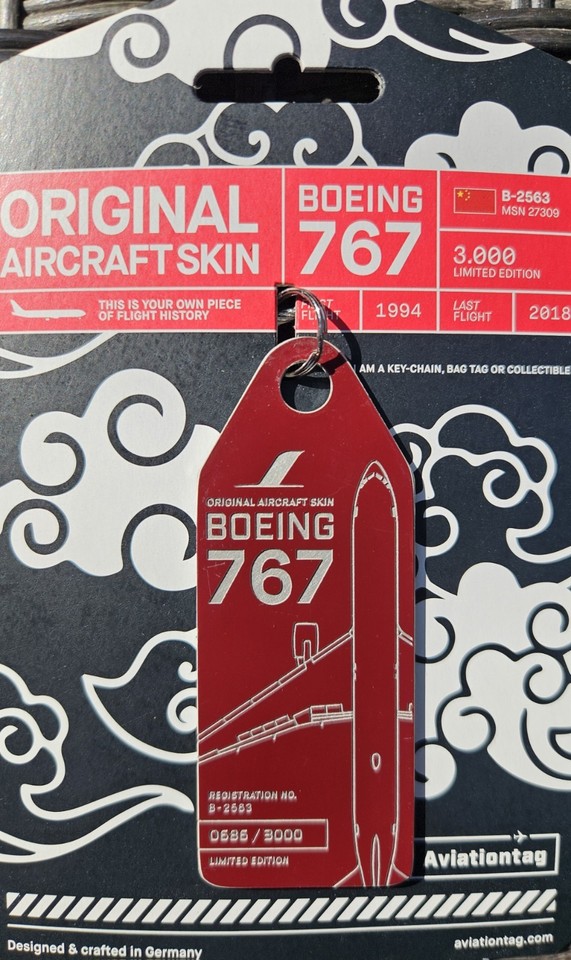 ORIGINAL
AIRCRAFT SKIN
BOEING
767
B-2563
MSN 27309
3.000
LIMITED EDITION
THIS IS YOUR OWN PIECE
OF FLIGHT HISTORY
FIRST
FLIGHT
1994
LAST
FLIGHT
2018
I AM A KEY-CHAIN, BAG TAG OR COLLECTIBLE
ORIGINAL AIRCRAFT SKIN
BOEING
767
REGISTRATION NO.
B-2563
0686 / 3000
LIMITED EDITION
Aviationtag
Designed & crafted in Germany
aviationtag.com